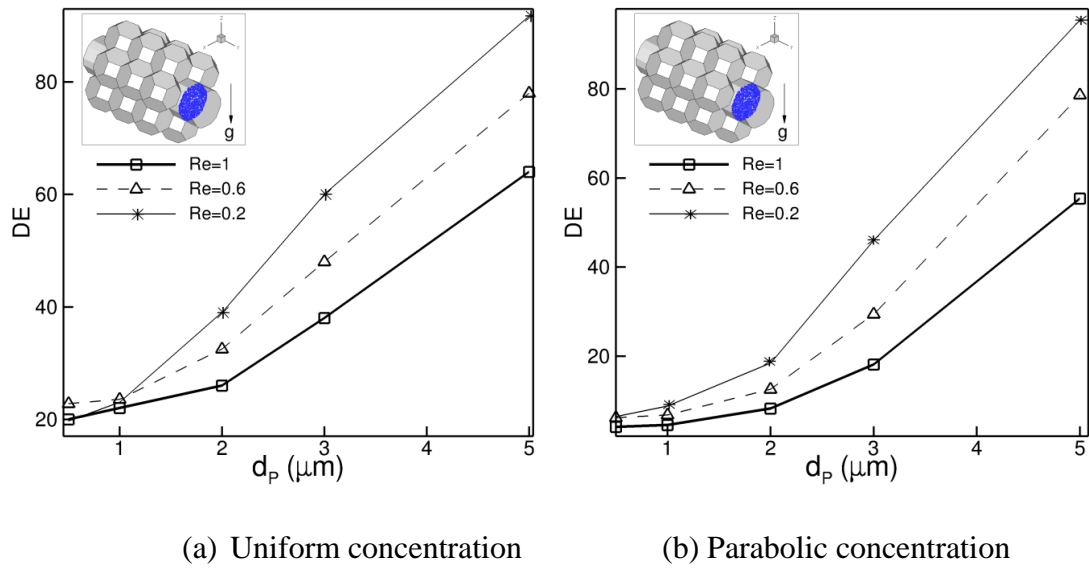 80
60
40
20
DE
Z
X
Y
g
Re=1
Re=0.6
Re=0.2
1 2 3 4 5
d_P (μm)
80
60
40
20
DE
Z
X
Y
g
Re=1
Re=0.6
Re=0.2
1 2 3 4 5
d_P (μm)
(a) Uniform concentration
(b) Parabolic concentration